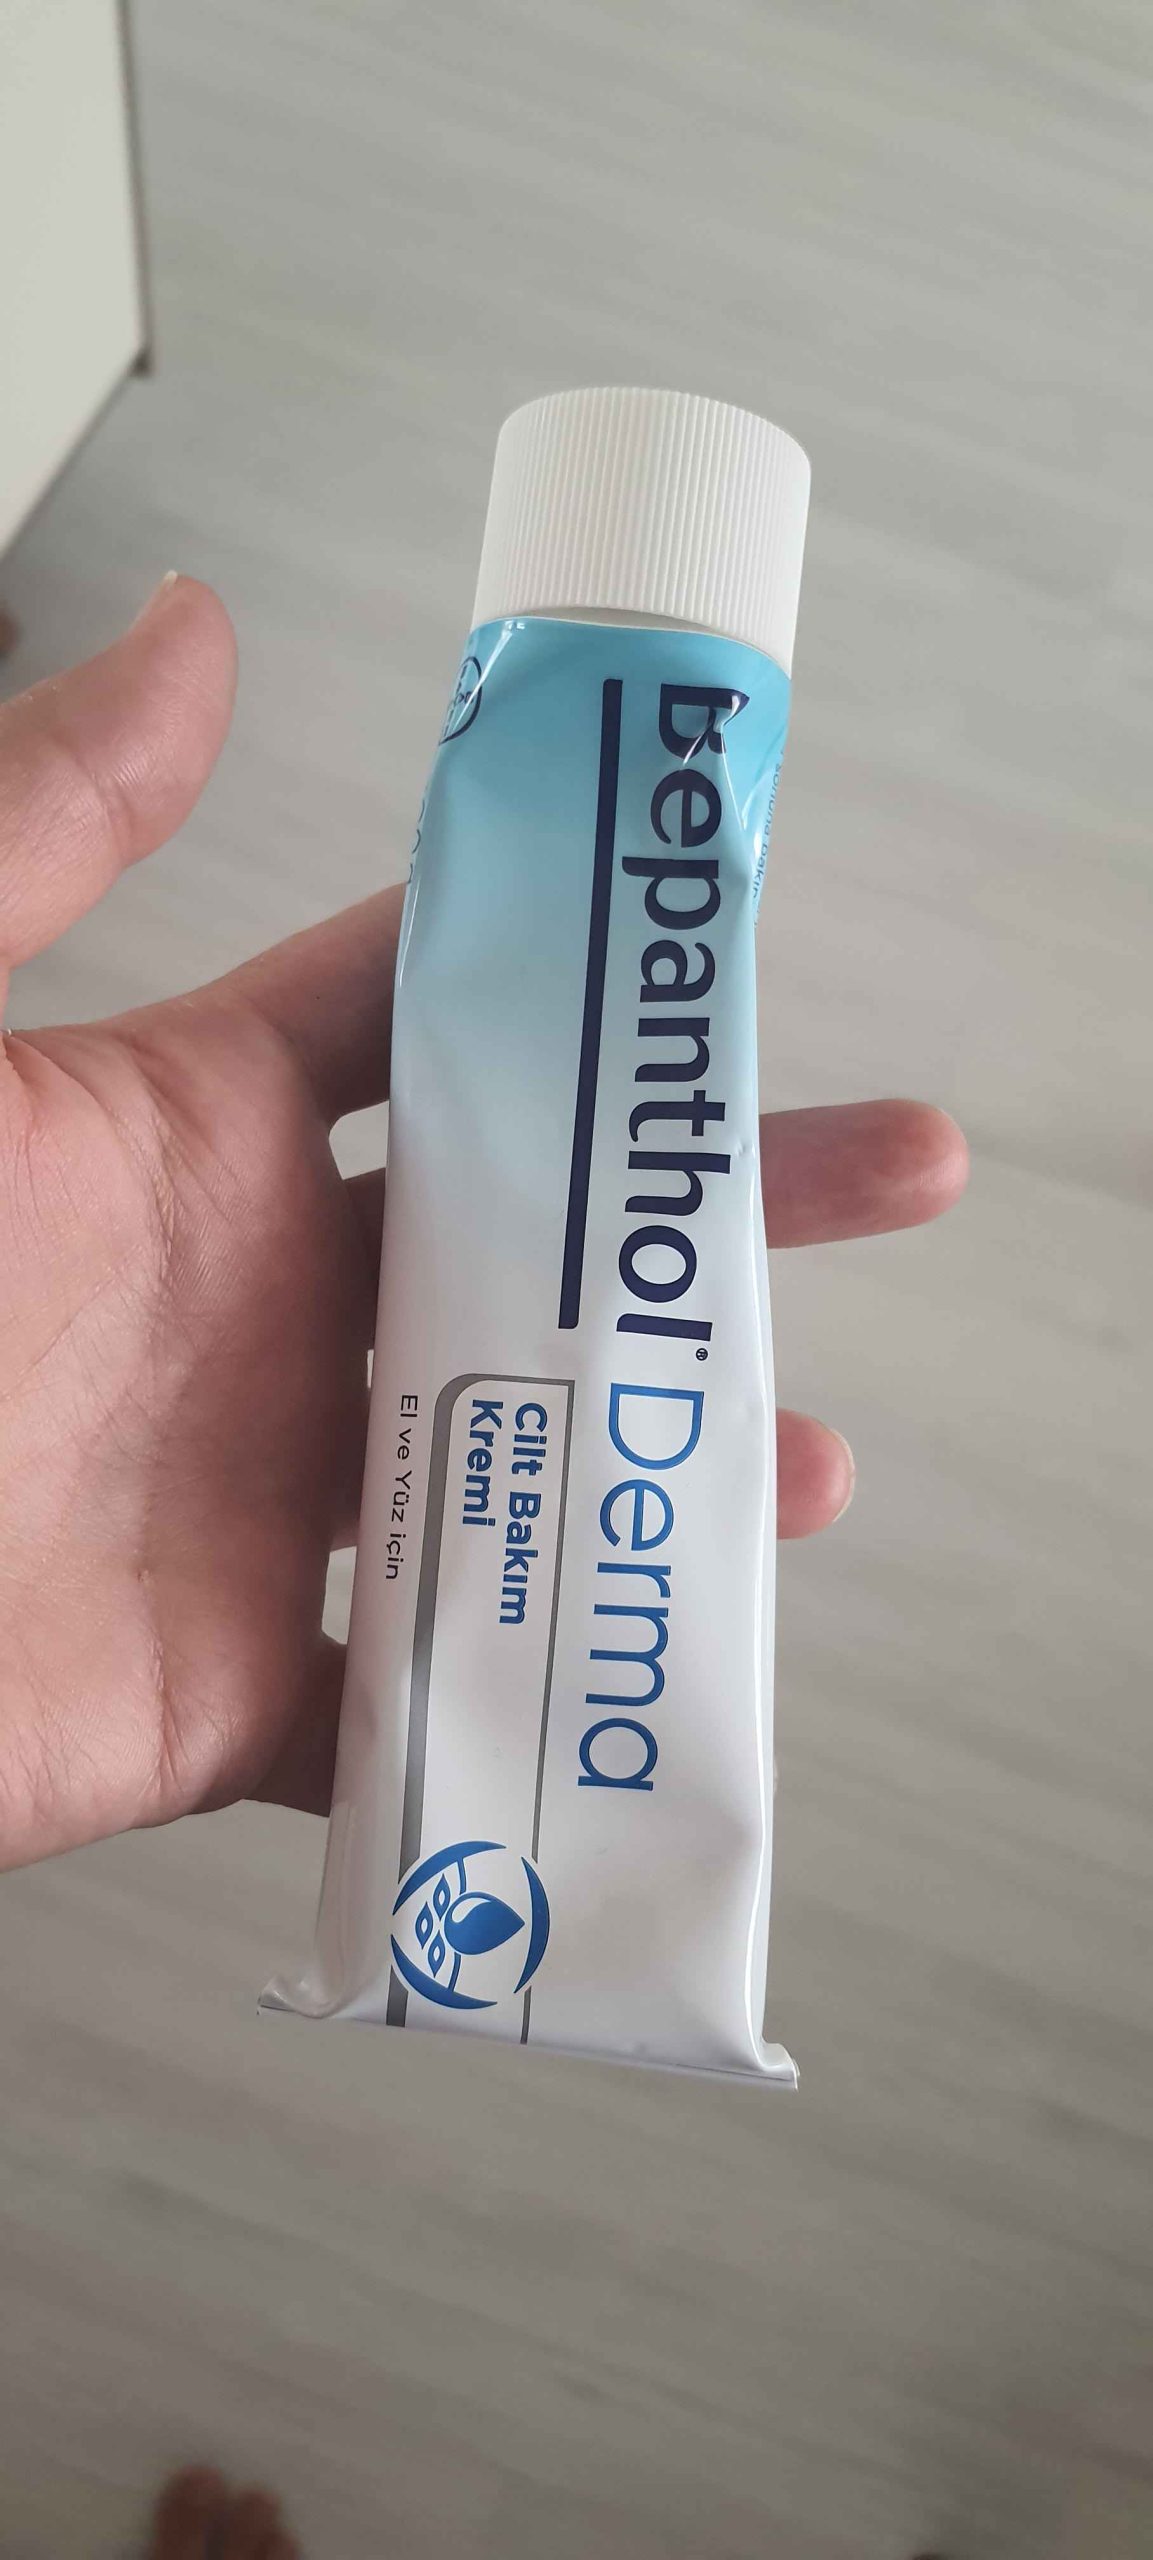 Bepanthol® Derma
Cilt Bakım
Kremi
El ve Yüz için